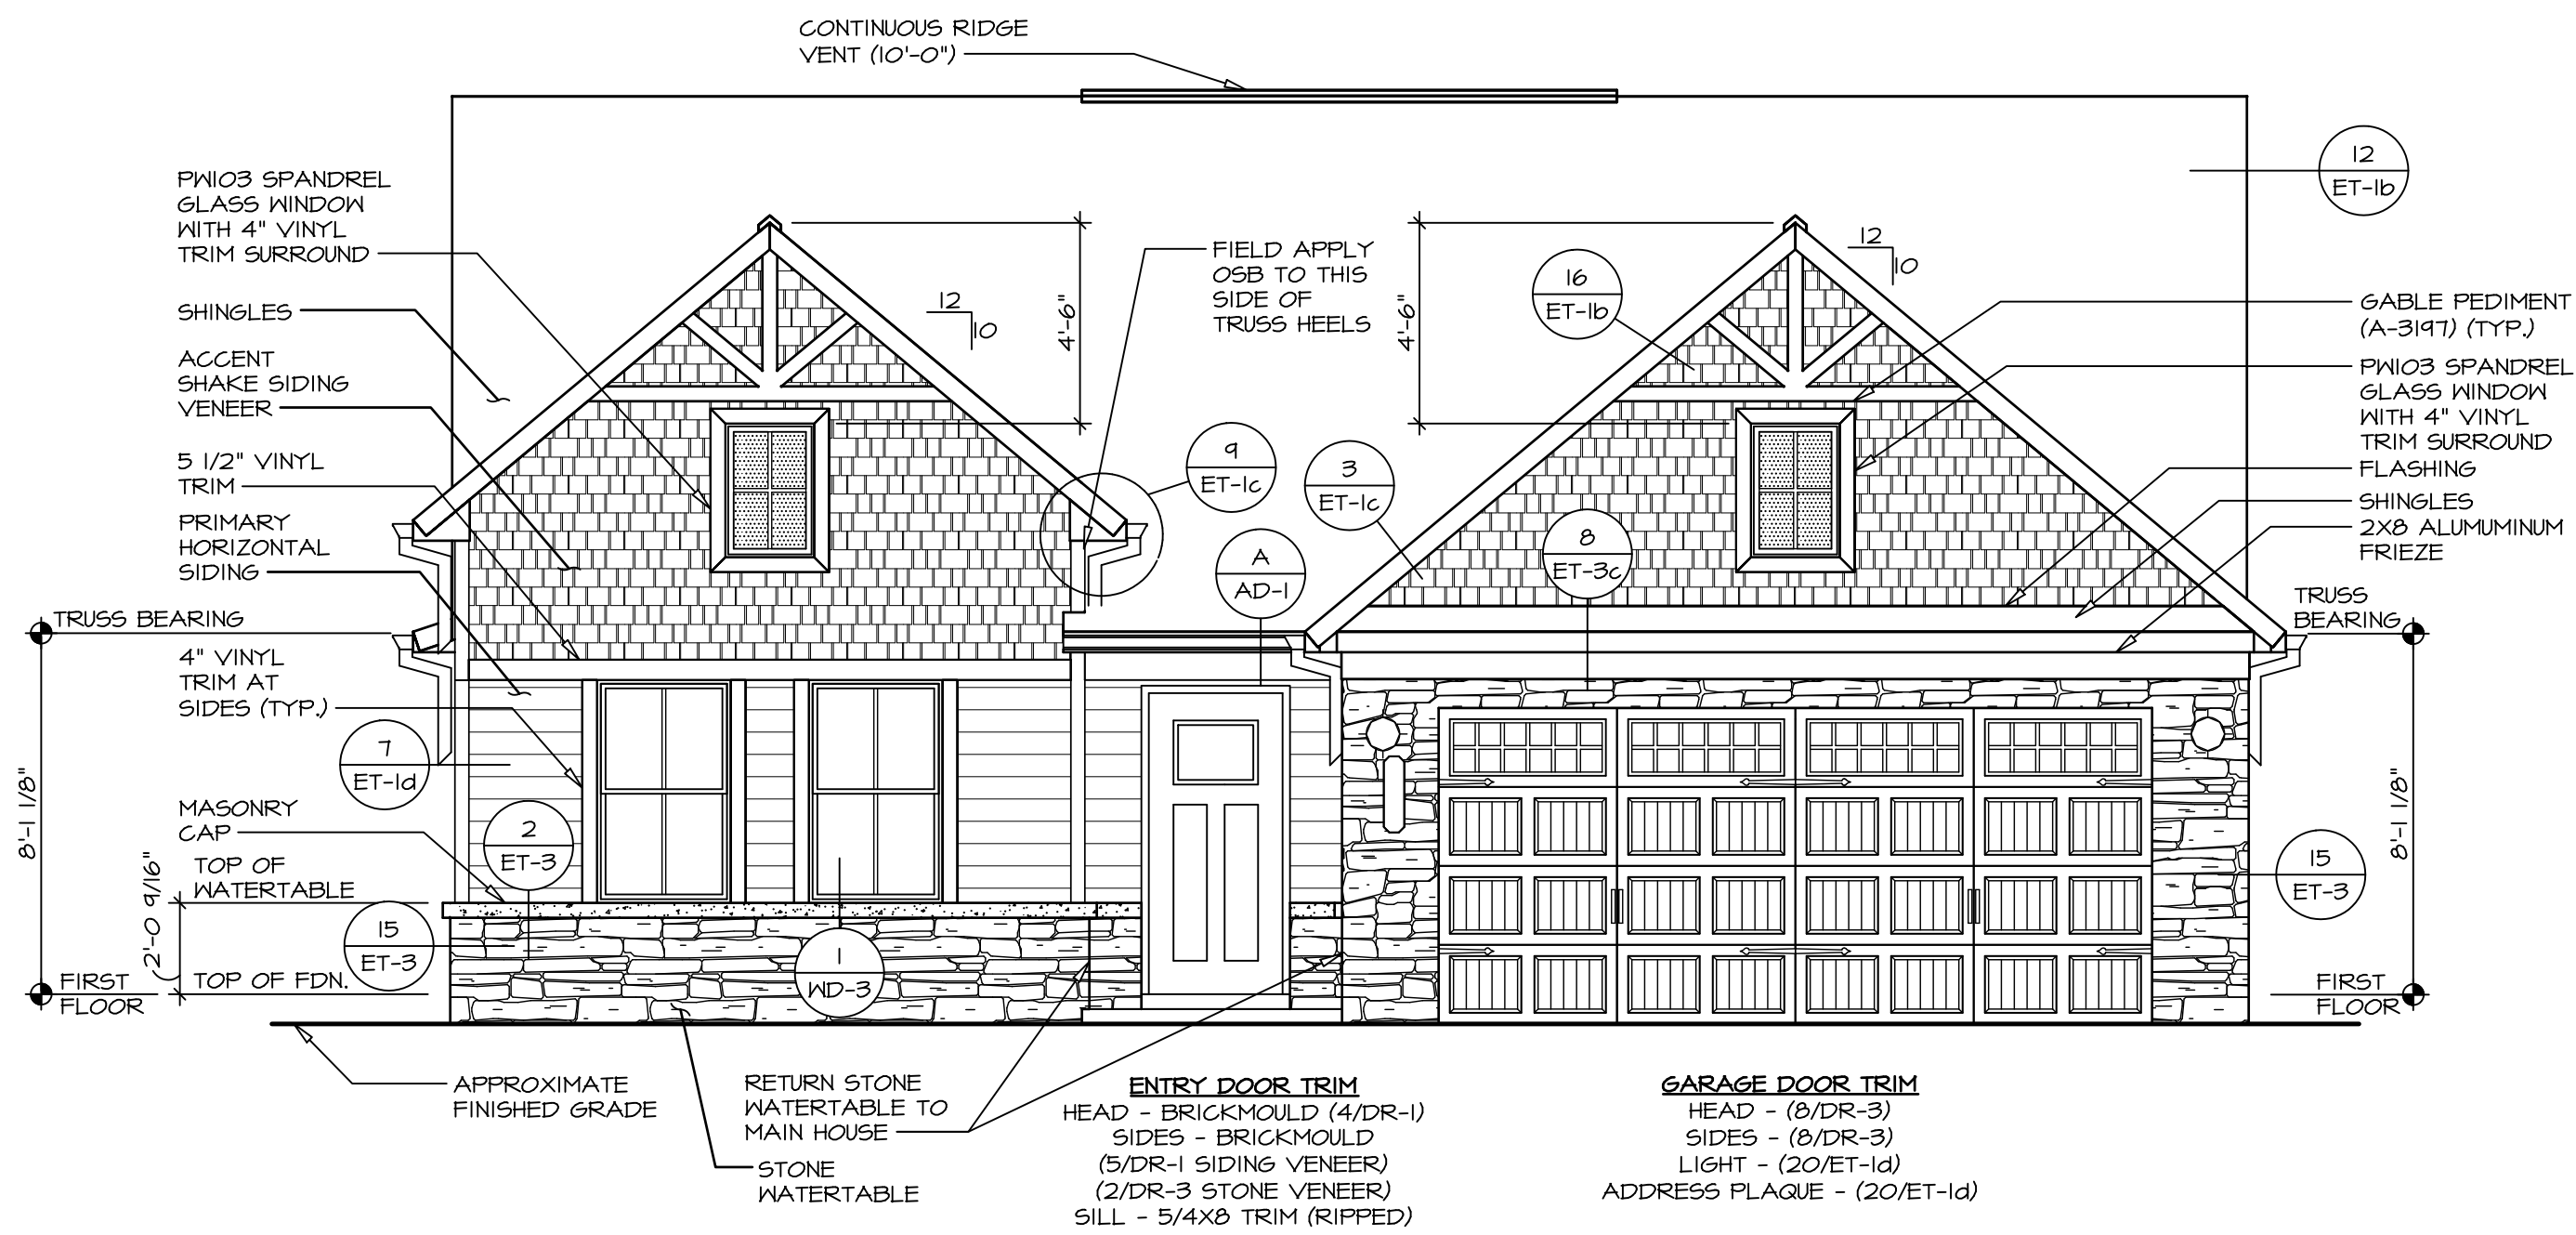 CONTINUOUS RIDGE
VENT (10'-0")
12
ET-1b
PW103 SPANDREL
GLASS WINDOW
WITH 4" VINYL
TRIM SURROUND
SHINGLES
ACCENT
SHAKE SIDING
VENEER
5 1/2" VINYL
TRIM
PRIMARY
HORIZONTAL
SIDING
TRUSS BEARING
4" VINYL
TRIM AT
SIDES (TYP.)
7
ET-1d
8'-1 1/8"
MASONRY
CAP
2
ET-3
TOP OF
WATERTABLE
2'-0 9/16"
15
ET-3
TOP OF FDN.
FIRST
FLOOR
1
WD-3
12
10
4'-6"
FIELD APPLY
OSB TO THIS
SIDE OF
TRUSS HEELS
9
ET-1c
A
AD-1
4'-6"
16
ET-1b
3
ET-1c
8
ET-3c
12
10
GABLE PEDIMENT
(A-3197) (TYP.)
PW103 SPANDREL
GLASS WINDOW
WITH 4" VINYL
TRIM SURROUND
FLASHING
SHINGLES
2X8 ALUMUMINUM
FRIEZE
TRUSS
BEARING
8'-1 1/8"
15
ET-3
FIRST
FLOOR
APPROXIMATE
FINISHED GRADE
RETURN STONE
WATERTABLE TO
MAIN HOUSE
STONE
WATERTABLE
ENTRY DOOR TRIM
HEAD - BRICKMOULD (4/DR-1)
SIDES - BRICKMOULD
(5/DR-1 SIDING VENEER)
(2/DR-3 STONE VENEER)
SILL - 5/4X8 TRIM (RIPPED)
GARAGE DOOR TRIM
HEAD - (8/DR-3)
SIDES - (8/DR-3)
LIGHT - (20/ET-1d)
ADDRESS PLAQUE - (20/ET-1d)